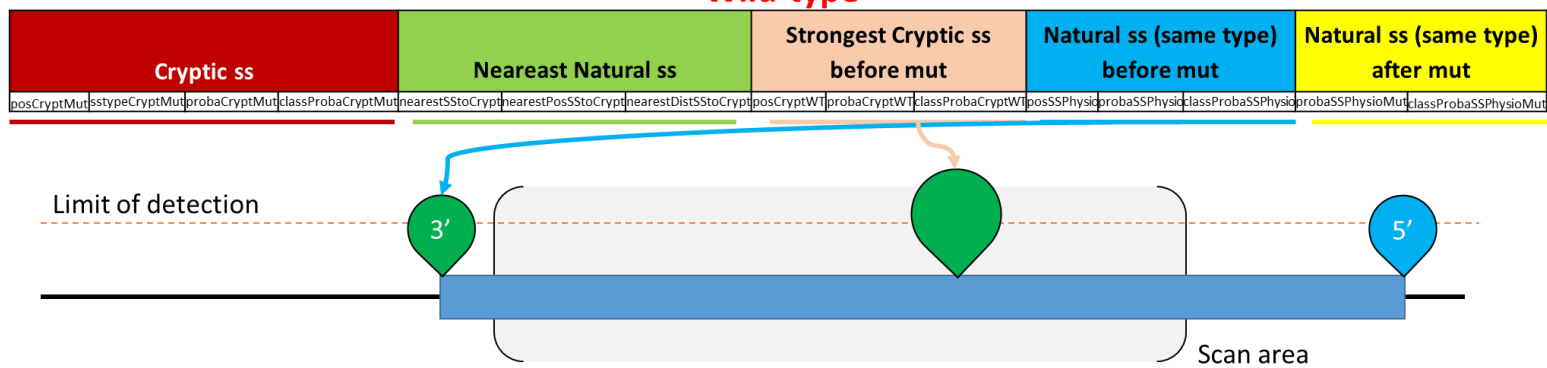 Wild type
Cryptic ss
Neareast Natural ss
Strongest Cryptic ss
before mut
Natural ss (same type)
before mut
Natural ss (same type)
after mut
posCryptMut sstypeCryptMut probaCryptMut classProbaCryptMut nearestSStoCrypt nearestPosSStoCrypt nearestDistSStoCrypt posCryptWT probaCryptWT classProbaCryptWT posSSPhysio probaSSPhysio classProbaSSPhysio probaSSPhysioMut classProbaSSPhysioMut
Limit of detection
3’
5’
Scan area